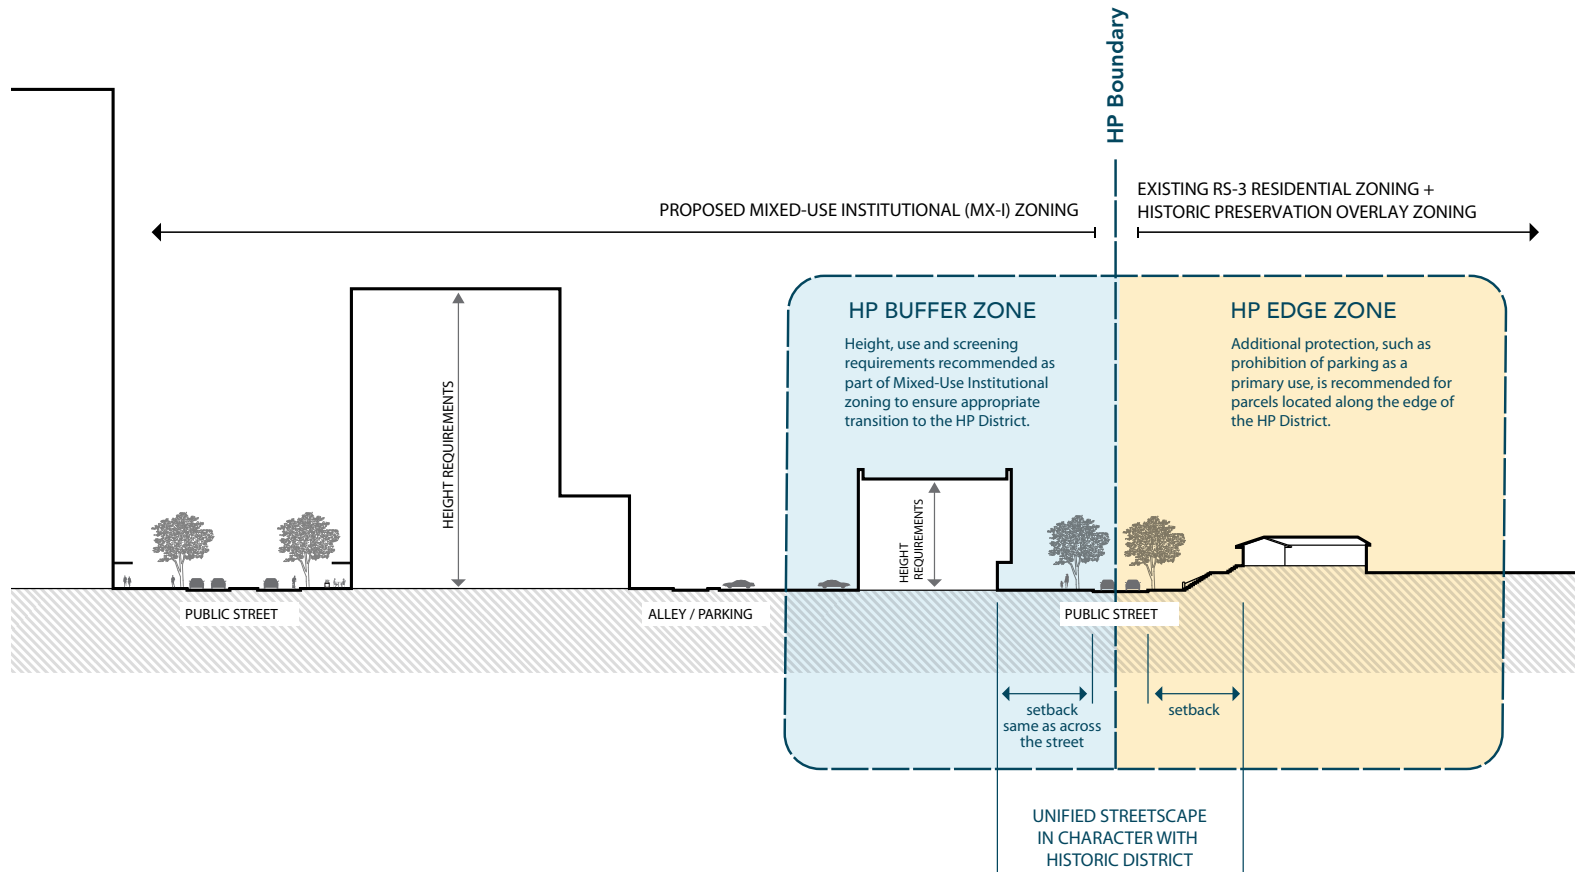 HP Boundary
PROPOSED MIXED-USE INSTITUTIONAL (MX-I) ZONING
EXISTING RS-3 RESIDENTIAL ZONING +
HISTORIC PRESERVATION OVERLAY ZONING
HP BUFFER ZONE
Height, use and screening
requirements recommended as
part of Mixed-Use Institutional
zoning to ensure appropriate
transition to the HP District.
HP EDGE ZONE
Additional protection, such as
prohibition of parking as a
primary use, is recommended for
parcels located along the edge of
the HP District.
HEIGHT REQUIREMENTS
HEIGHT
REQUIREMENTS
PUBLIC STREET
ALLEY / PARKING
PUBLIC STREET
setback
same as across
the street
setback
UNIFIED STREETSCAPE
IN CHARACTER WITH
HISTORIC DISTRICT